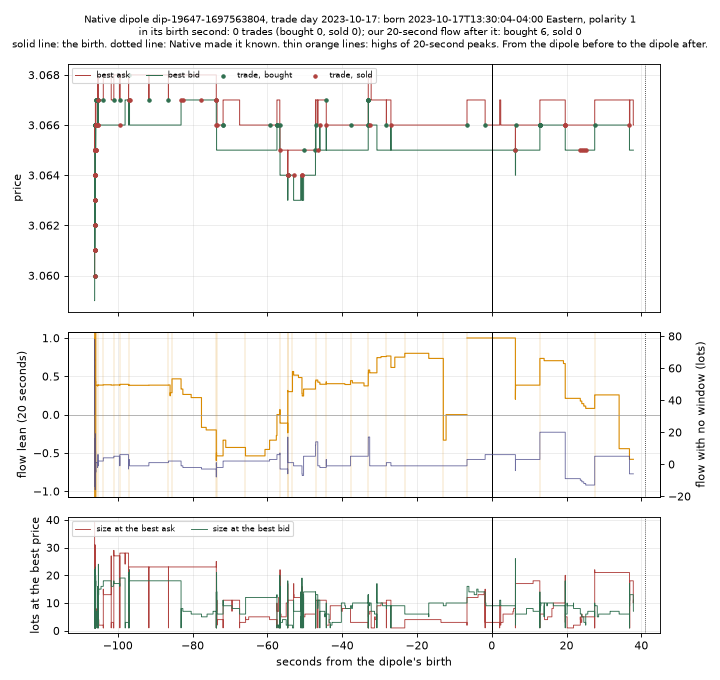 Native dipole dip-19647-1697563804, trade day 2023-10-17: born 2023-10-17T13:30:04-04:00 Eastern, polarity 1
in its birth second: 0 trades (bought 0, sold 0); our 20-second flow after it: bought 6, sold 0
solid line: the birth. dotted line: Native made it known. thin orange lines: highs of 20-second peaks. From the dipole before to the dipole after.
best ask best bid trade, bought trade, sold
3.068
3.066
3.064
3.062
3.060
price
1.0
0.5
0.0
−0.5
−1.0
flow lean (20 seconds)
80
60
40
20
0
−20
flow with no window (lots)
size at the best ask size at the best bid
40
30
20
10
0
lots at the best price
−100 −80 −60 −40 −20 0 20 40
seconds from the dipole's birth